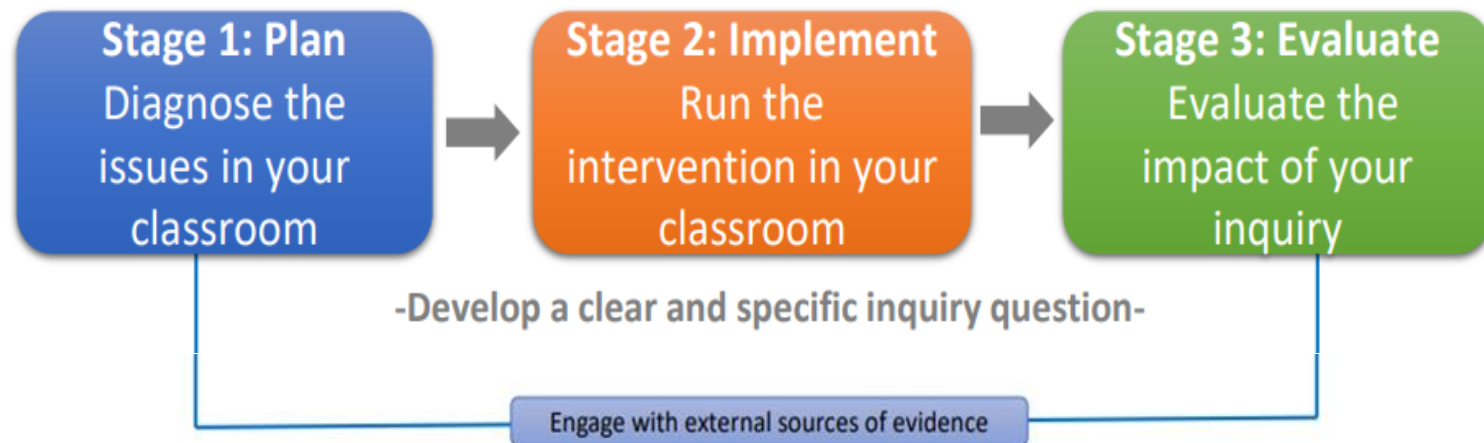 Stage 1: Plan
Diagnose the
issues in your
classroom
Stage 2: Implement
Run the
intervention in your
classroom
Stage 3: Evaluate
Evaluate the
impact of your
inquiry
-Develop a clear and specific inquiry question-
Engage with external sources of evidence